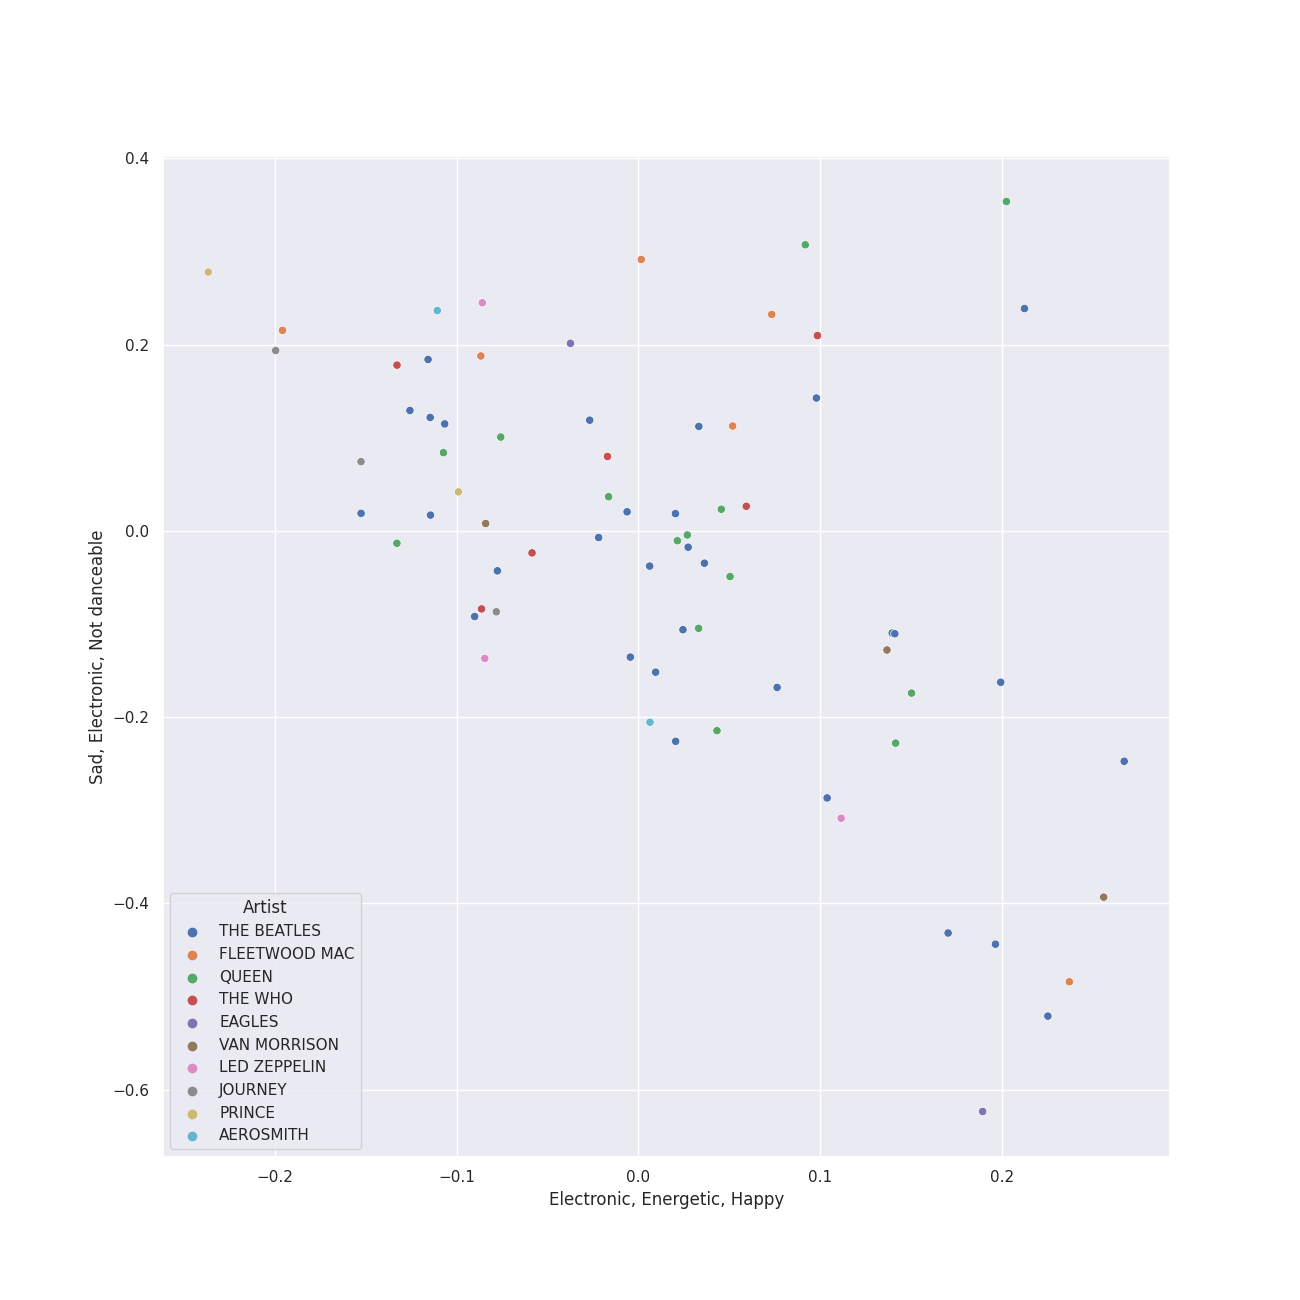 0.4
0.2
0.0
−0.2
−0.4
−0.6
Sad, Electronic, Not danceable
Artist
THE BEATLES
FLEETWOOD MAC
QUEEN
THE WHO
EAGLES
VAN MORRISON
LED ZEPPELIN
JOURNEY
PRINCE
AEROSMITH
−0.2 −0.1 0.0 0.1 0.2
Electronic, Energetic, Happy